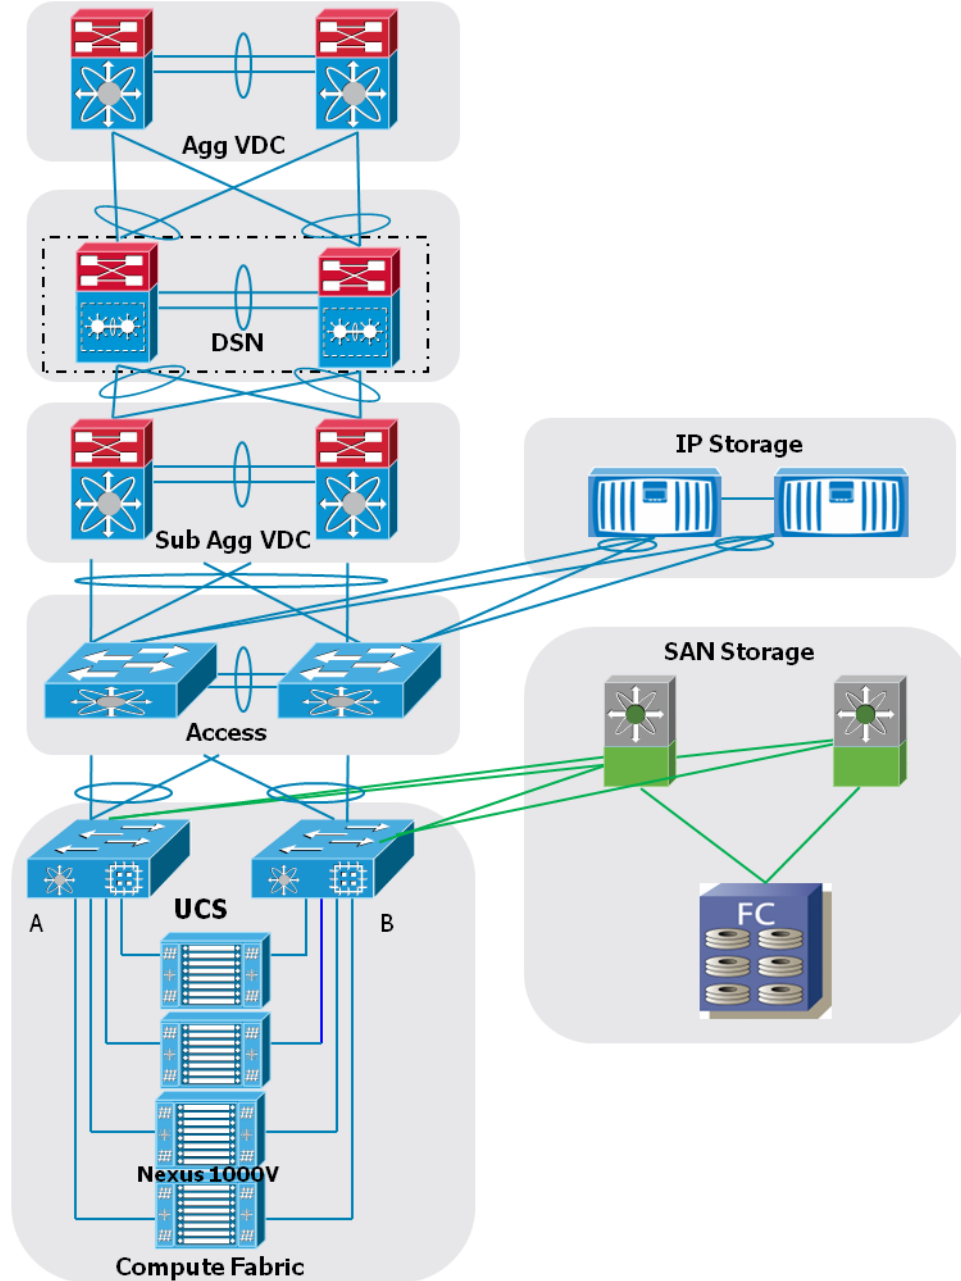 Agg VDC
DSN
Sub Agg VDC
IP Storage
Access
SAN Storage
A
UCS
B
FC
Nexus 1000V
Compute Fabric